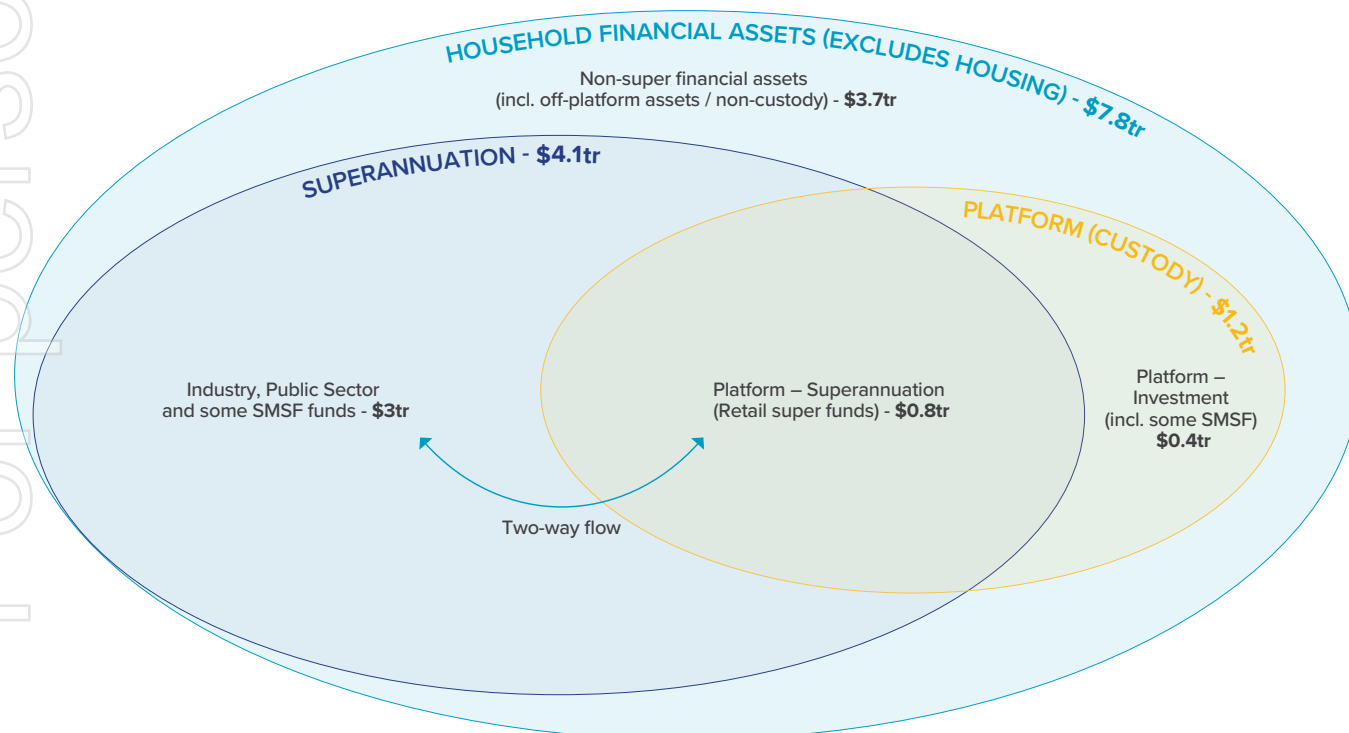 HOUSEHOLD FINANCIAL ASSETS (EXCLUDES HOUSING) - $7.8tr
Non-super financial assets
(incl. off-platform assets / non-custody) - $3.7tr
SUPERANNUATION - $4.1tr
PLATFORM (CUSTODY) - $1.2tr
Industry, Public Sector
and some SMSF funds - $3tr
Platform – Superannuation
(Retail super funds) - $0.8tr
Platform –
Investment
(incl. some SMSF)
$0.4tr
Two-way flow